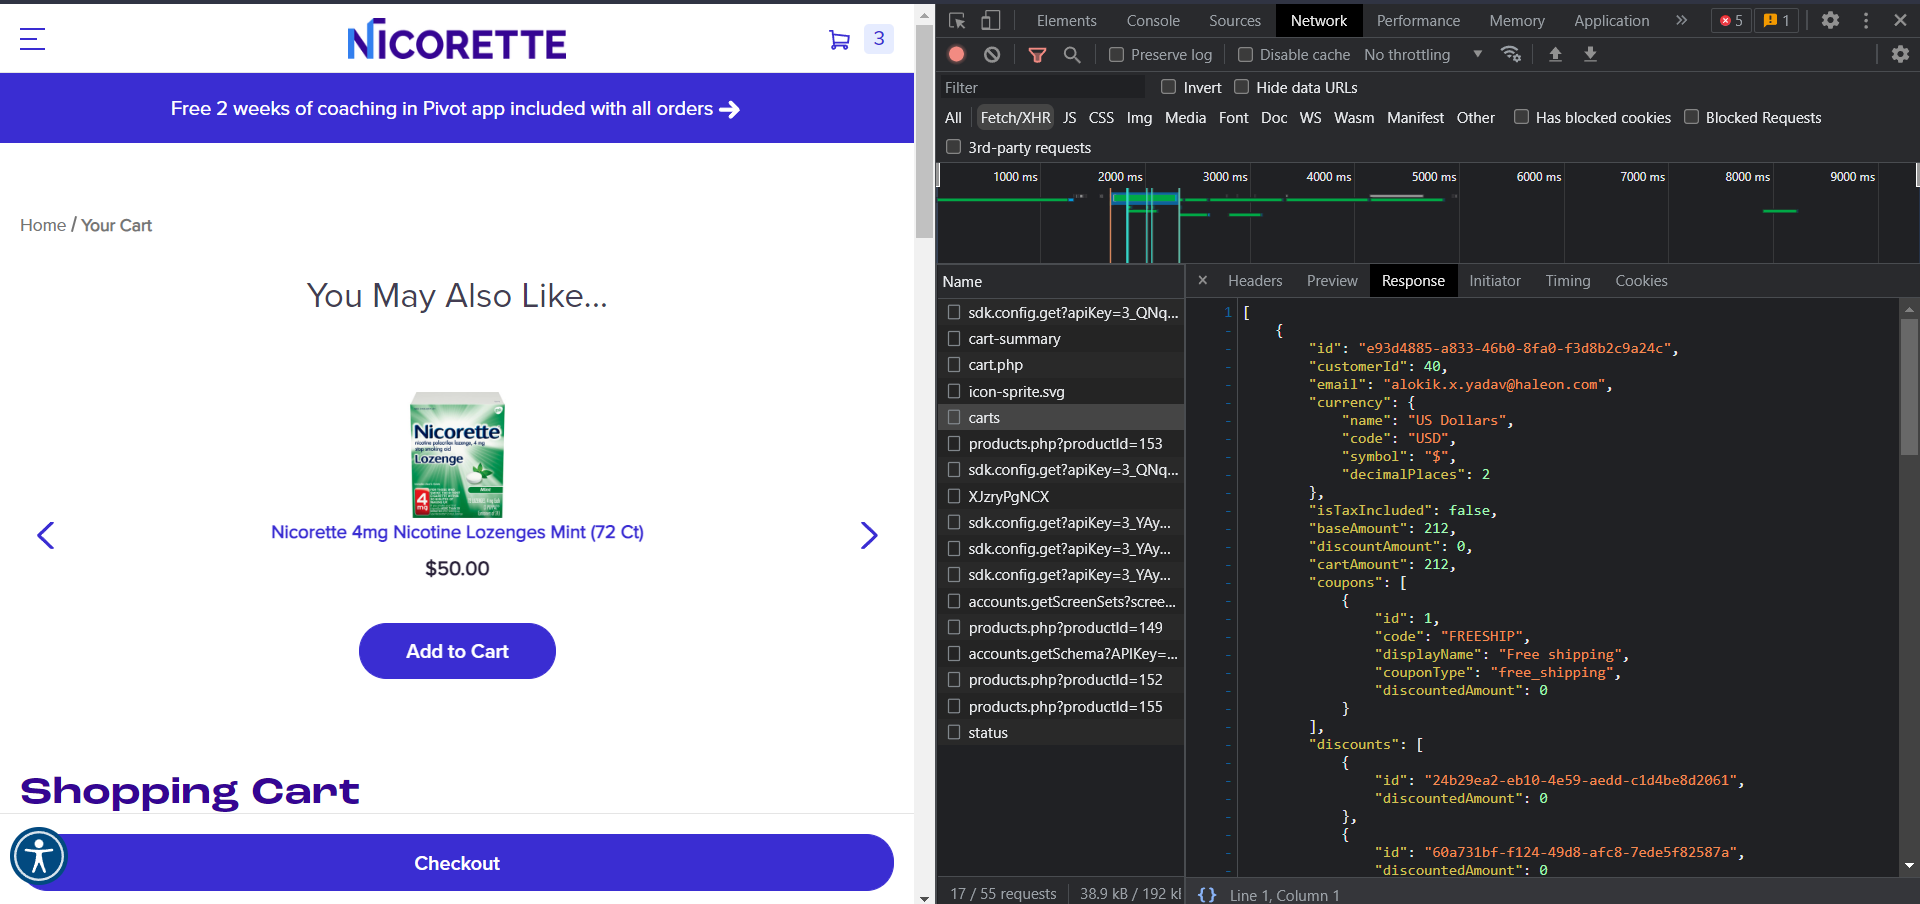 NICORETTE
3
Free 2 weeks of coaching in Pivot app included with all orders
Home / Your Cart
You May Also Like...
Nicorette
Lozenge
4
mg
Nicorette 4mg Nicotine Lozenges Mint (72 Ct)
$50.00
Add to Cart
Shopping Cart
Checkout
Elements Console Sources Network Performance Memory Application » 5 1
Preserve log Disable cache No throttling
Filter Invert Hide data URLs
All Fetch/XHR JS CSS Img Media Font Doc WS Wasm Manifest Other Has blocked cookies Blocked Requests
3rd-party requests
1000 ms 2000 ms 3000 ms 4000 ms 5000 ms 6000 ms 7000 ms 8000 ms 9000 ms
Name
sdk.config.get?apiKey=3_QNq...
cart-summary
cart.php
icon-sprite.svg
carts
products.php?productId=153
sdk.config.get?apiKey=3_QNq...
XJzryPgNCX
sdk.config.get?apiKey=3_YAy...
sdk.config.get?apiKey=3_YAy...
sdk.config.get?apiKey=3_YAy...
accounts.getScreenSets?scree...
products.php?productId=149
accounts.getSchema?APIKey=...
products.php?productId=152
products.php?productId=155
status
17 / 55 requests 38.9 kB / 192 k
× Headers Preview Response Initiator Timing Cookies
1 [
{
"id": "e93d4885-a833-46b0-8fa0-f3d8b2c9a24c",
"customerId": 40,
"email": "alokik.x.yadav@haleon.com",
"currency": {
"name": "US Dollars",
"code": "USD",
"symbol": "$",
"decimalPlaces": 2
},
"isTaxIncluded": false,
"baseAmount": 212,
"discountAmount": 0,
"cartAmount": 212,
"coupons": [
{
"id": 1,
"code": "FREESHIP",
"displayName": "Free shipping",
"couponType": "free_shipping",
"discountedAmount": 0
}
],
"discounts": [
{
"id": "24b29ea2-eb10-4e59-aedd-c1d4be8d2061",
"discountedAmount": 0
},
{
"id": "60a731bf-f124-49d8-afc8-7ede5f82587a",
"discountedAmount": 0
{} Line 1, Column 1